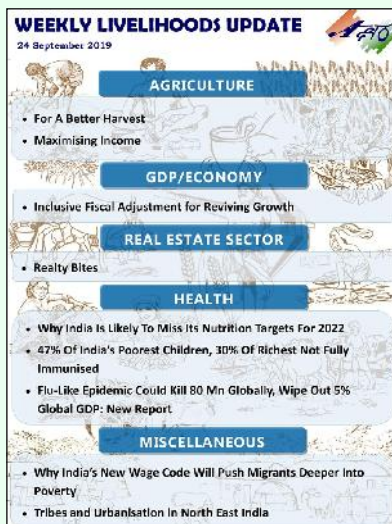 WEEKLY LIVELIHOODS UPDATE
24 September 2019
AGRICULTURE
• For A Better Harvest
• Maximising Income
GDP/ECONOMY
• Inclusive Fiscal Adjustment for Reviving Growth
REAL ESTATE SECTOR
• Realty Bites
HEALTH
• Why India Is Likely To Miss Its Nutrition Targets For 2022
• 47% Of India's Poorest Children, 30% Of Richest Not Fully
Immunised
• Flu-Like Epidemic Could Kill 80 Mn Globally, Wipe Out 5%
Global GDP: New Report
MISCELLANEOUS
• Why India's New Wage Code Will Push Migrants Deeper Into
Poverty
• Tribes and Urbanisation in North East India